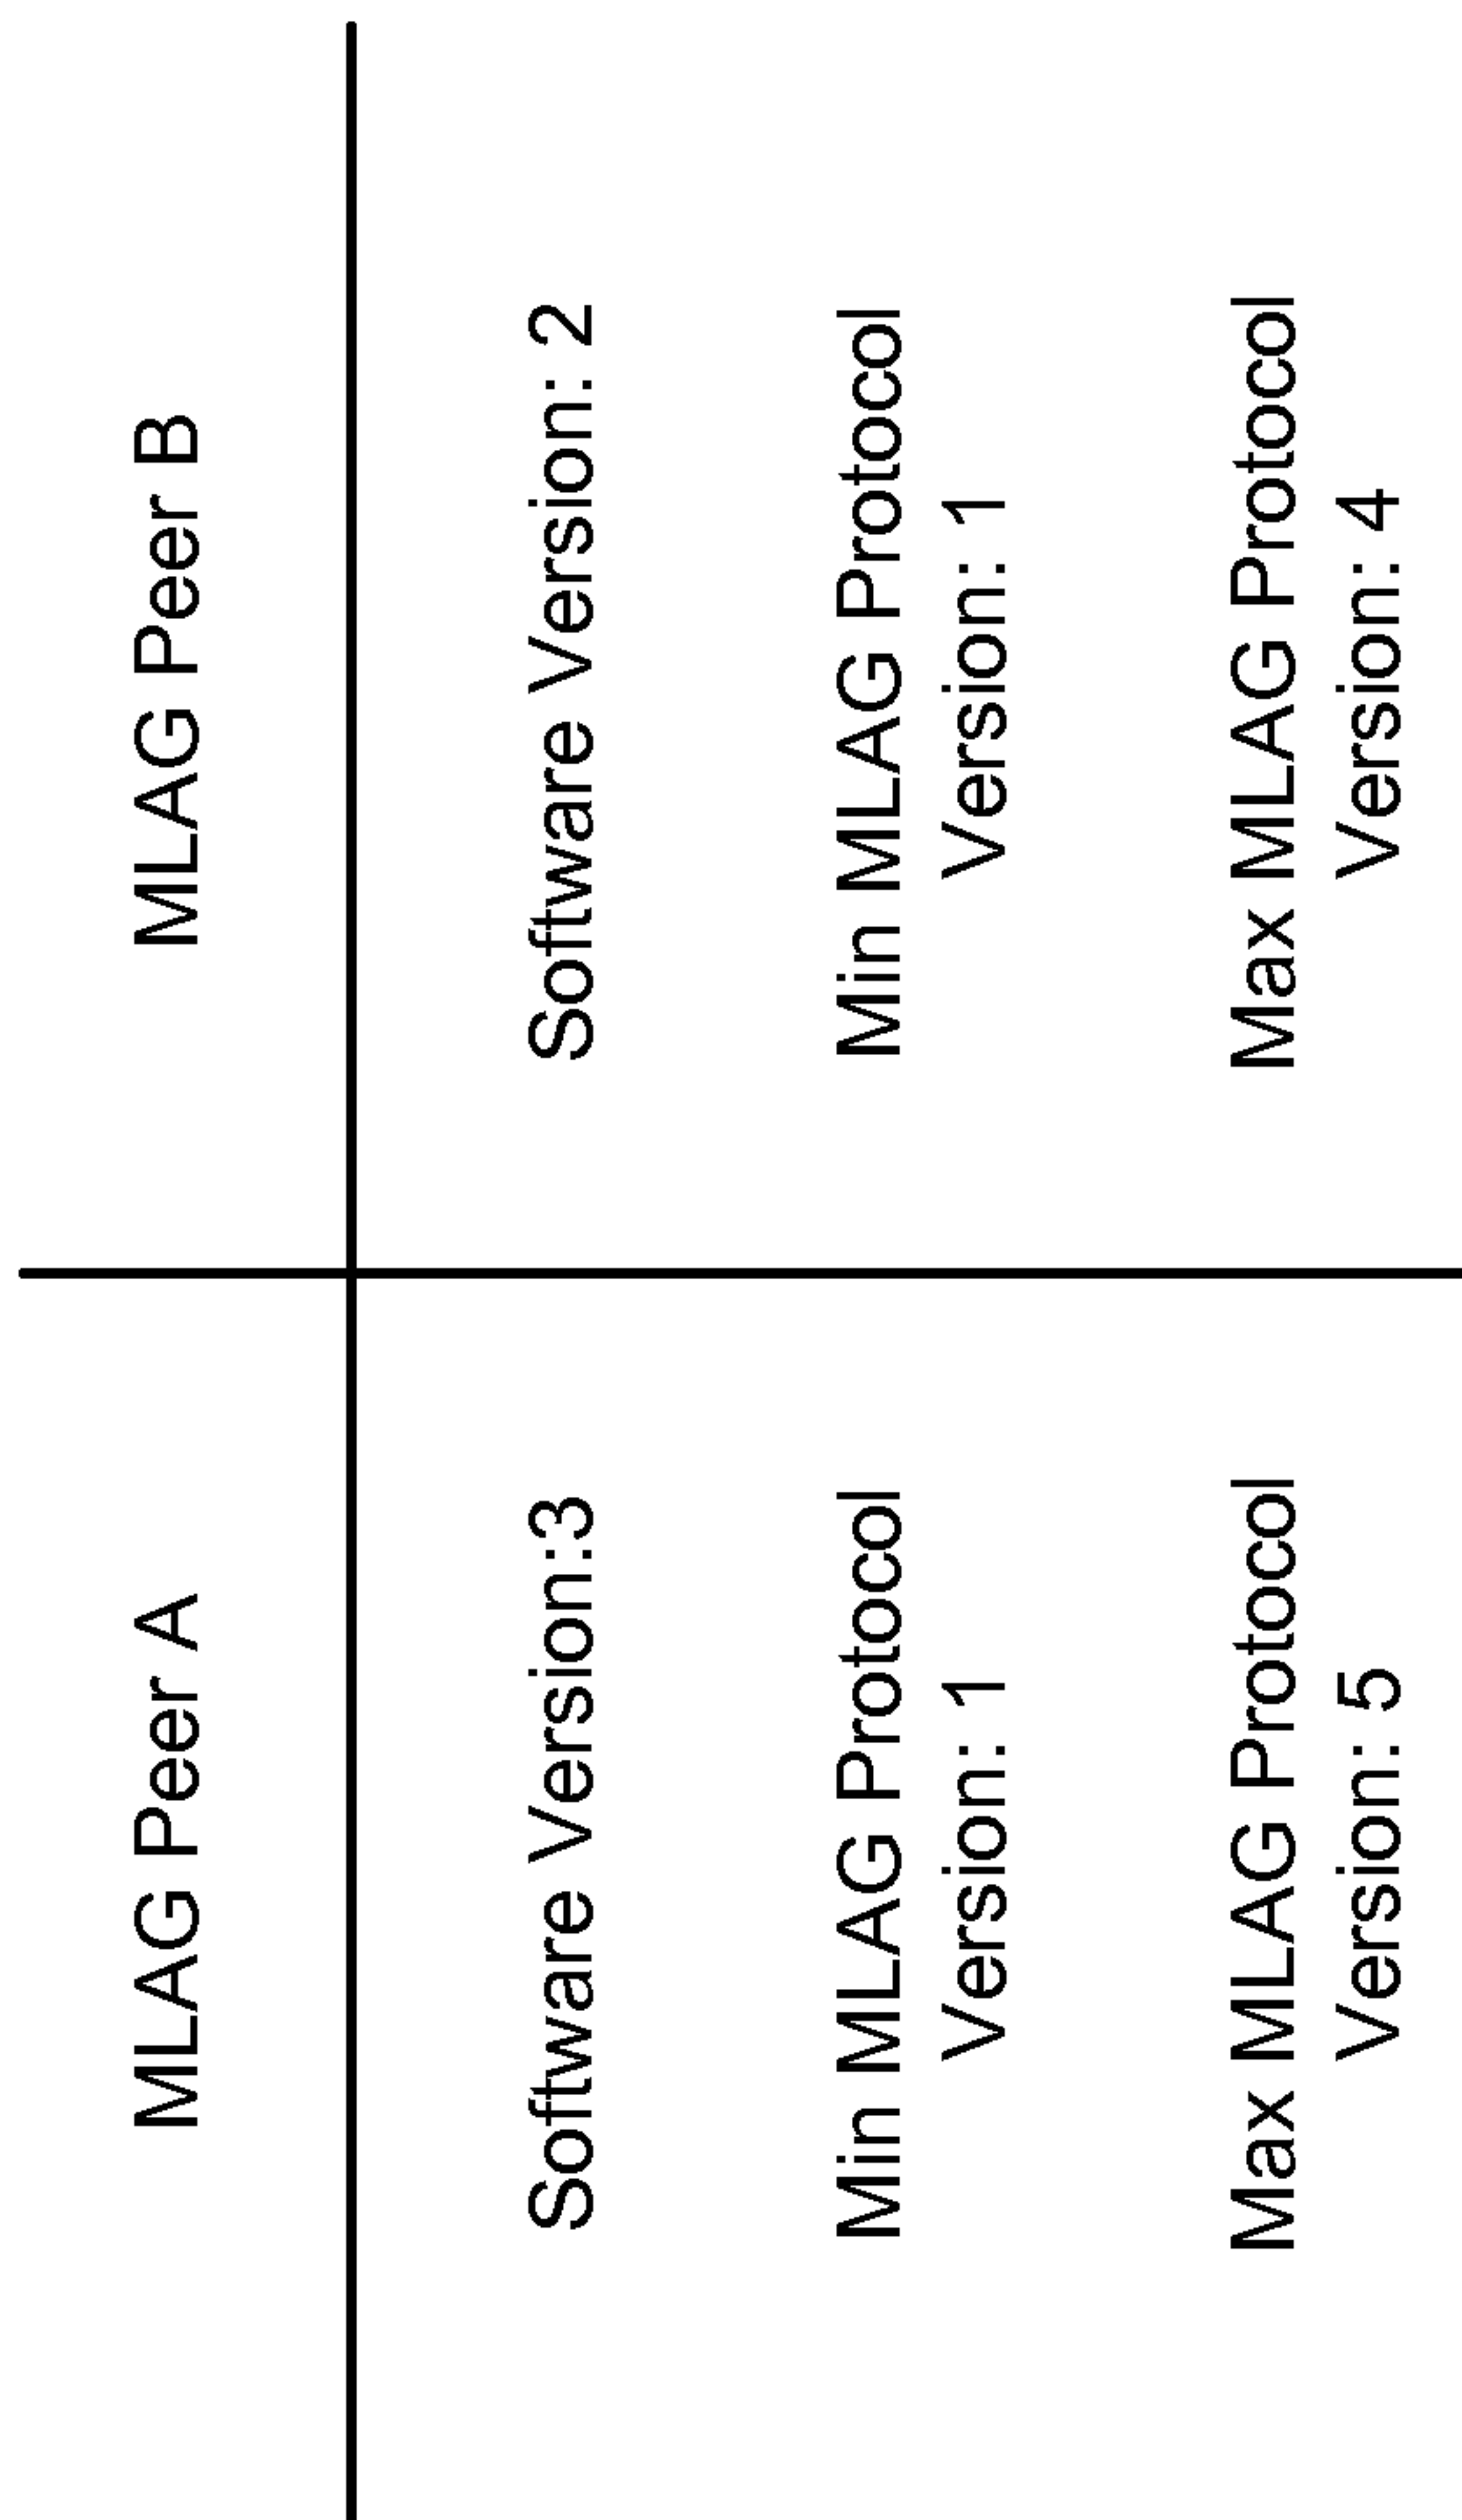 MLAG Peer A
MLAG Peer B
Software Version:3
Software Version: 2
Min MLAG Protocol
Version: 1
Min MLAG Protocol
Version: 1
Max MLAG Protocol
Version: 5
Max MLAG Protocol
Version: 4